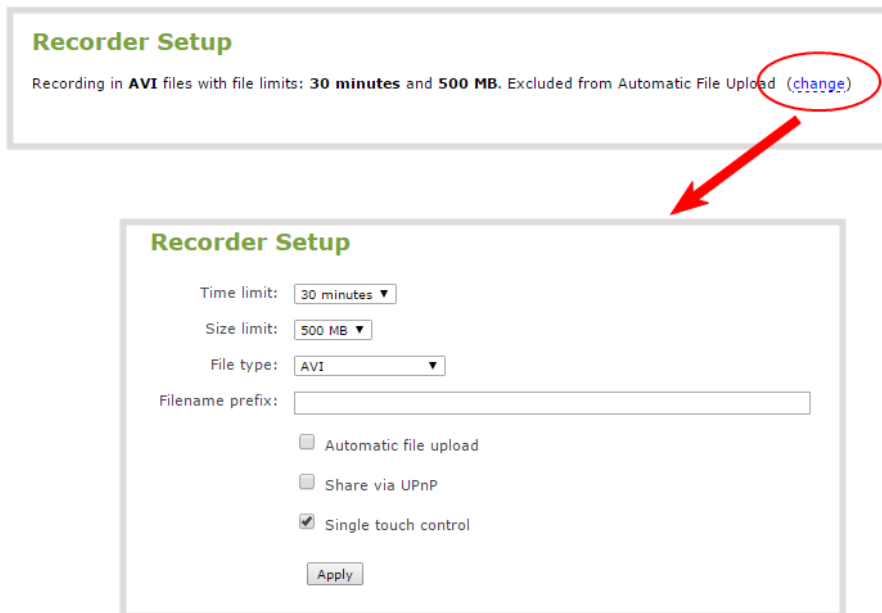 Recorder Setup
Recording in AVI files with file limits: 30 minutes and 500 MB. Excluded from Automatic File Upload (change)
Recorder Setup
Time limit: 30 minutes
Size limit: 500 MB
File type: AVI
Filename prefix:
Automatic file upload
Share via UPnP
Single touch control
Apply